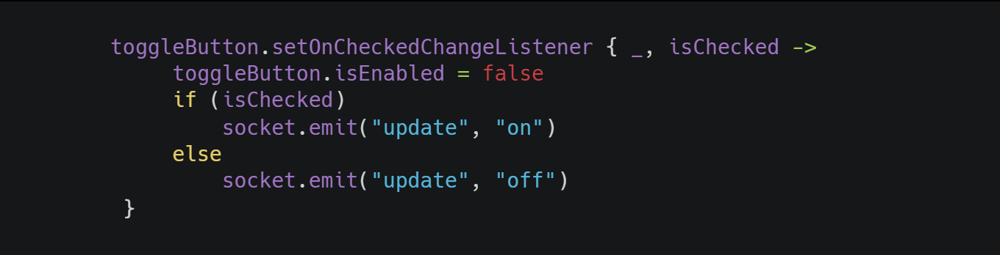 toggleButton.setOnCheckedChangeListener { _, isChecked ->
toggleButton.isEnabled = false
if (isChecked)
socket.emit("update", "on")
else
socket.emit("update", "off")
}